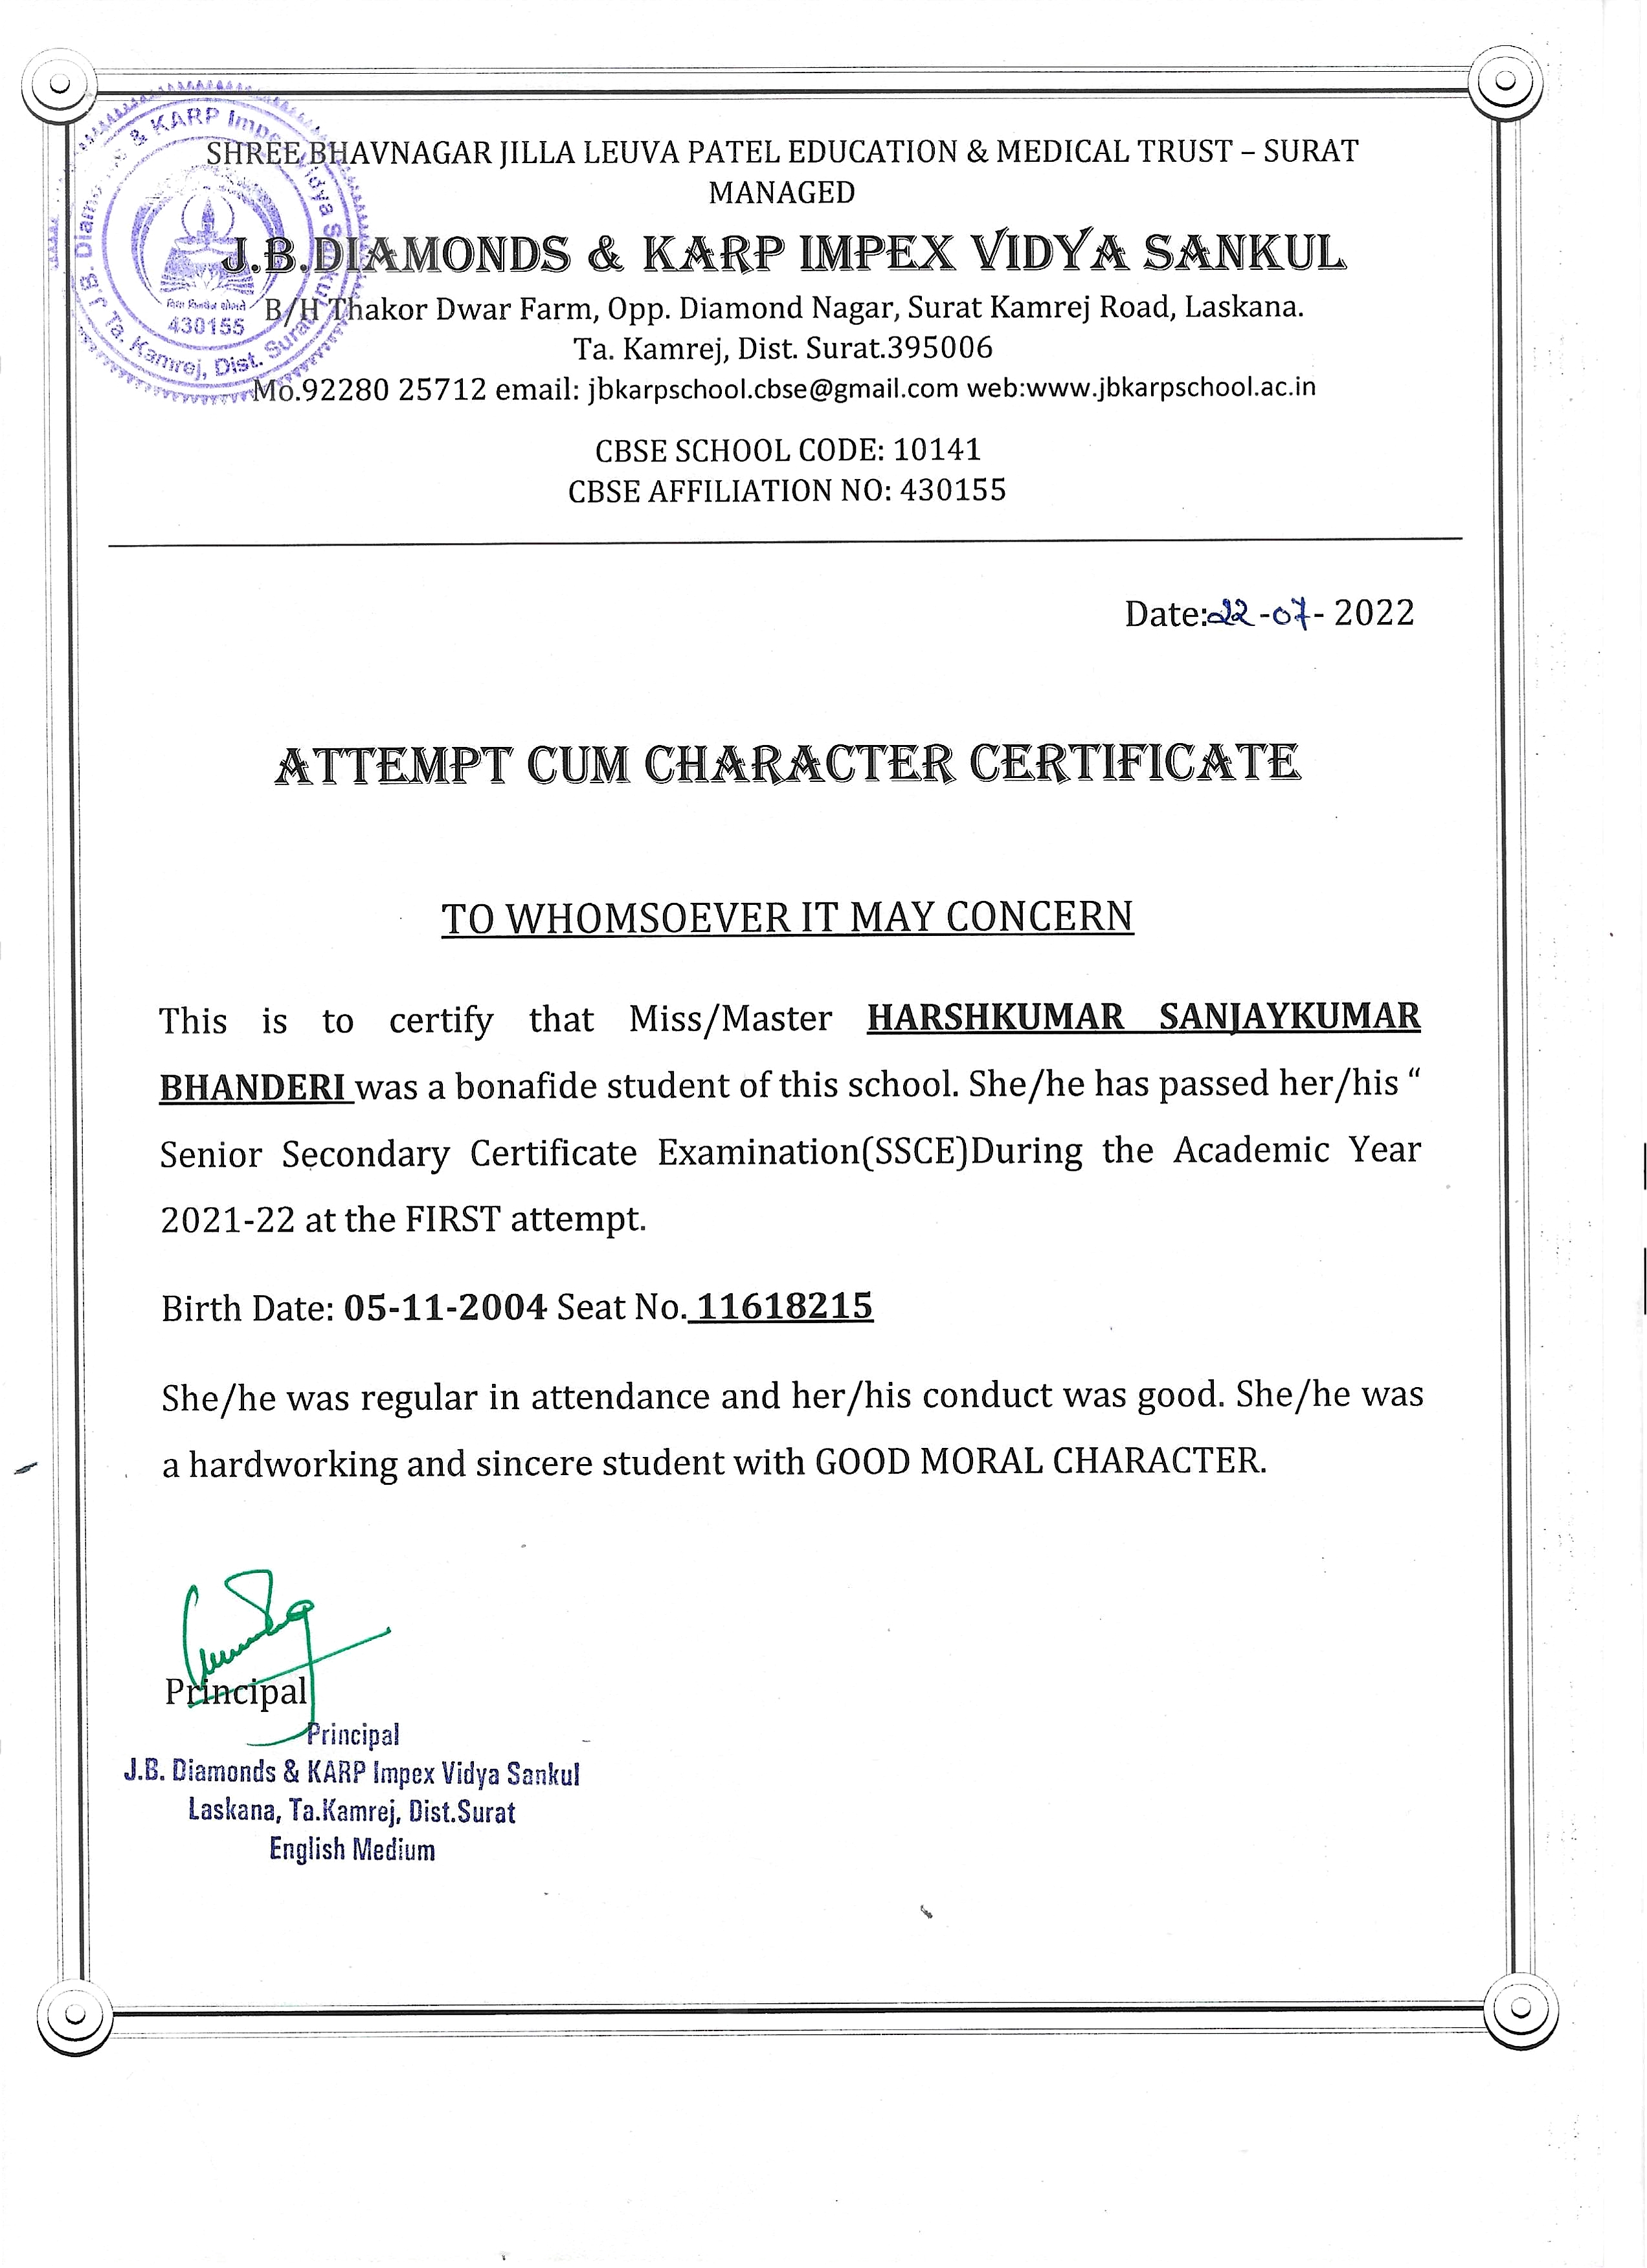 SHREE BHAVNAGAR JILLA LEUVA PATEL EDUCATION & MEDICAL TRUST – SURAT
MANAGED
J.B.DIAMONDS & KARP IMPEX VIDYA SANKUL
B/H Thakor Dwar Farm, Opp. Diamond Nagar, Surat Kamrej Road, Laskana.
Ta. Kamrej, Dist. Surat.395006
Mo.92280 25712 email: jbkarpschool.cbse@gmail.com web:www.jbkarpschool.ac.in
J.B. & KARP Impex Vidya
430155
Ta. Kamrej, Dist. Surat
CBSE SCHOOL CODE: 10141
CBSE AFFILIATION NO: 430155
Date:22-07- 2022
ATTEMPT CUM CHARACTER CERTIFICATE
TO WHOMSOEVER IT MAY CONCERN
This is to certify that Miss/Master HARSHKUMAR SANJAYKUMAR
BHANDERI was a bonafide student of this school. She/he has passed her/his “
Senior Secondary Certificate Examination(SSCE)During the Academic Year
2021-22 at the FIRST attempt.
Birth Date: 05-11-2004 Seat No. 11618215
She/he was regular in attendance and her/his conduct was good. She/he was
a hardworking and sincere student with GOOD MORAL CHARACTER.
Principal
Principal
J.B. Diamonds & KARP Impex Vidya Sankul
Laskana, Ta.Kamrej, Dist.Surat
English Medium